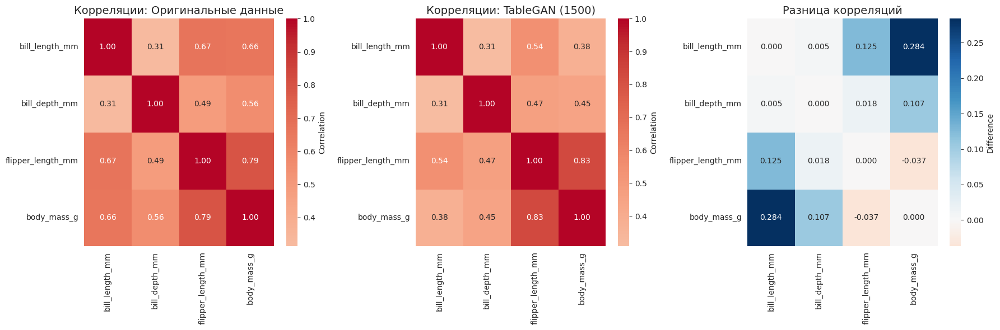 Корреляции: Оригинальные данные
bill_length_mm 1.00 0.31 0.67 0.66
bill_depth_mm 0.31 1.00 0.49 0.56
flipper_length_mm 0.67 0.49 1.00 0.79
body_mass_g 0.66 0.56 0.79 1.00
bill_length_mm
bill_depth_mm
flipper_length_mm
body_mass_g
1.0
0.9
0.8
0.7
0.6
0.5
0.4
Correlation
Корреляции: TableGAN (1500)
bill_length_mm 1.00 0.31 0.54 0.38
bill_depth_mm 0.31 1.00 0.47 0.45
flipper_length_mm 0.54 0.47 1.00 0.83
body_mass_g 0.38 0.45 0.83 1.00
bill_length_mm
bill_depth_mm
flipper_length_mm
body_mass_g
1.0
0.9
0.8
0.7
0.6
0.5
0.4
Correlation
Разница корреляций
bill_length_mm 0.000 0.005 0.125 0.284
bill_depth_mm 0.005 0.000 0.018 0.107
flipper_length_mm 0.125 0.018 0.000 -0.037
body_mass_g 0.284 0.107 -0.037 0.000
bill_length_mm
bill_depth_mm
flipper_length_mm
body_mass_g
0.25
0.20
0.15
0.10
0.05
0.00
Difference